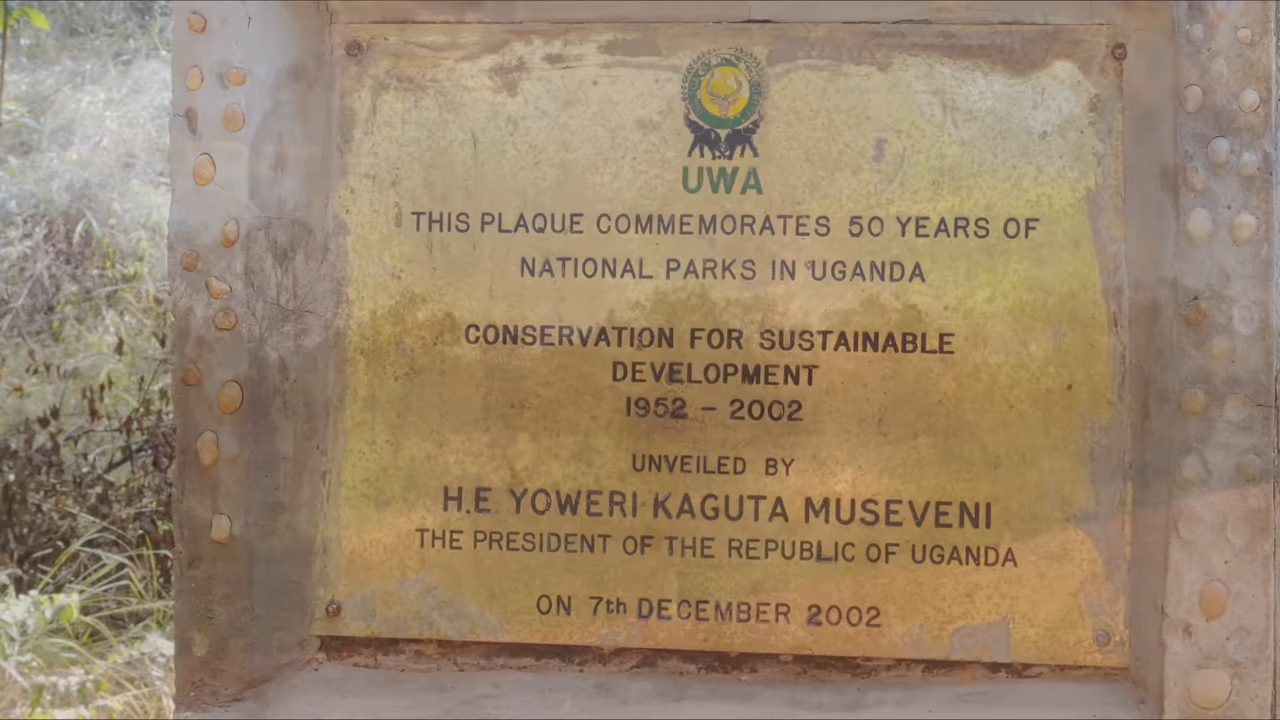 UWA
THIS PLAQUE COMMEMORATES 50 YEARS OF
NATIONAL PARKS IN UGANDA
CONSERVATION FOR SUSTAINABLE
DEVELOPMENT
1952 – 2002
UNVEILED BY
H.E. YOWERI KAGUTA MUSEVENI
THE PRESIDENT OF THE REPUBLIC OF UGANDA
ON 7th DECEMBER 2002